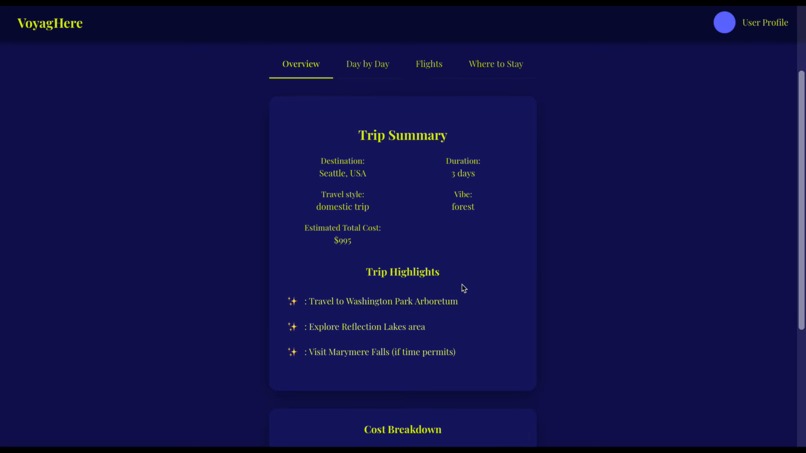 VoyagHere
User Profile
Overview
Day by Day
Flights
Where to Stay
Trip Summary
Destination:
Seattle, USA
Duration:
3 days
Travel style:
domestic trip
Vibe:
forest
Estimated Total Cost:
$995
Trip Highlights
✨ : Travel to Washington Park Arboretum
✨ : Explore Reflection Lakes area
✨ : Visit Marymere Falls (if time permits)
Cost Breakdown